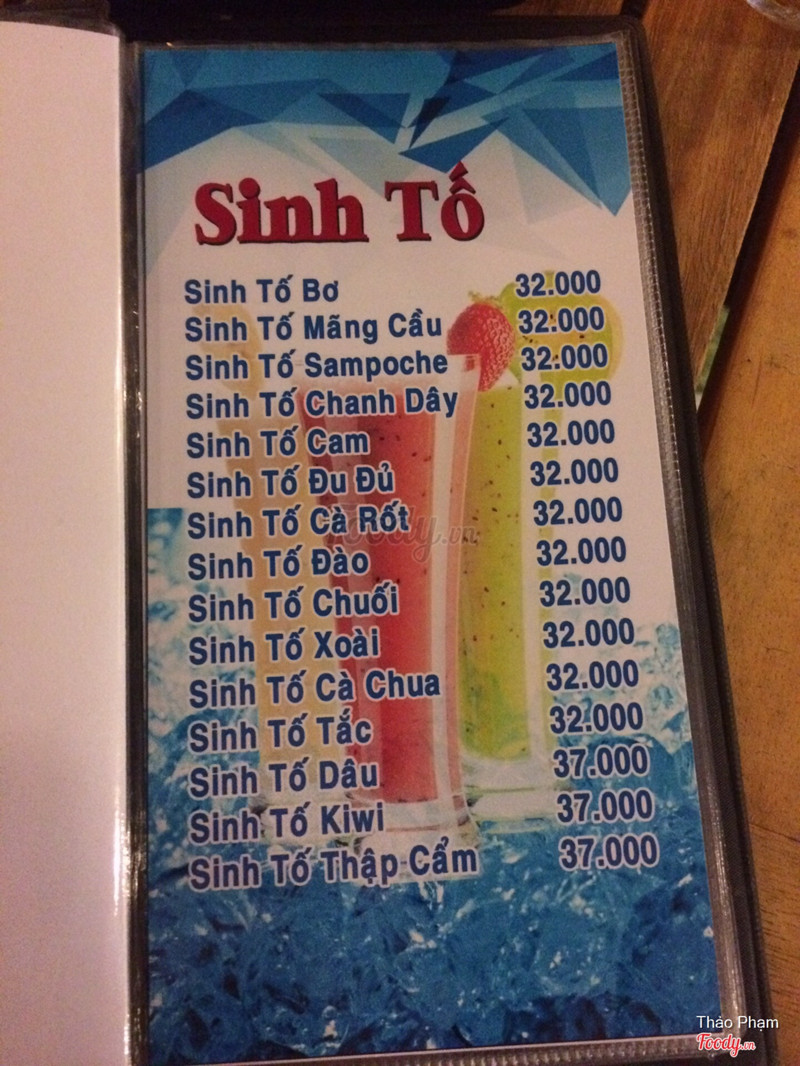 Sinh Tố
Sinh Tố Bơ 32.000
Sinh Tố Mãng Cầu 32.000
Sinh Tố Sampoche 32.000
Sinh Tố Chanh Dây 32.000
Sinh Tố Cam 32.000
Sinh Tố Đu Đủ 32.000
Sinh Tố Cà Rốt 32.000
Sinh Tố Đào 32.000
Sinh Tố Chuối 32.000
Sinh Tố Xoài 32.000
Sinh Tố Cà Chua 32.000
Sinh Tố Tắc 32.000
Sinh Tố Dâu 37.000
Sinh Tố Kiwi 37.000
Sinh Tố Thập Cẩm 37.000
Foody.vn
Thảo Phạm
Foody.vn